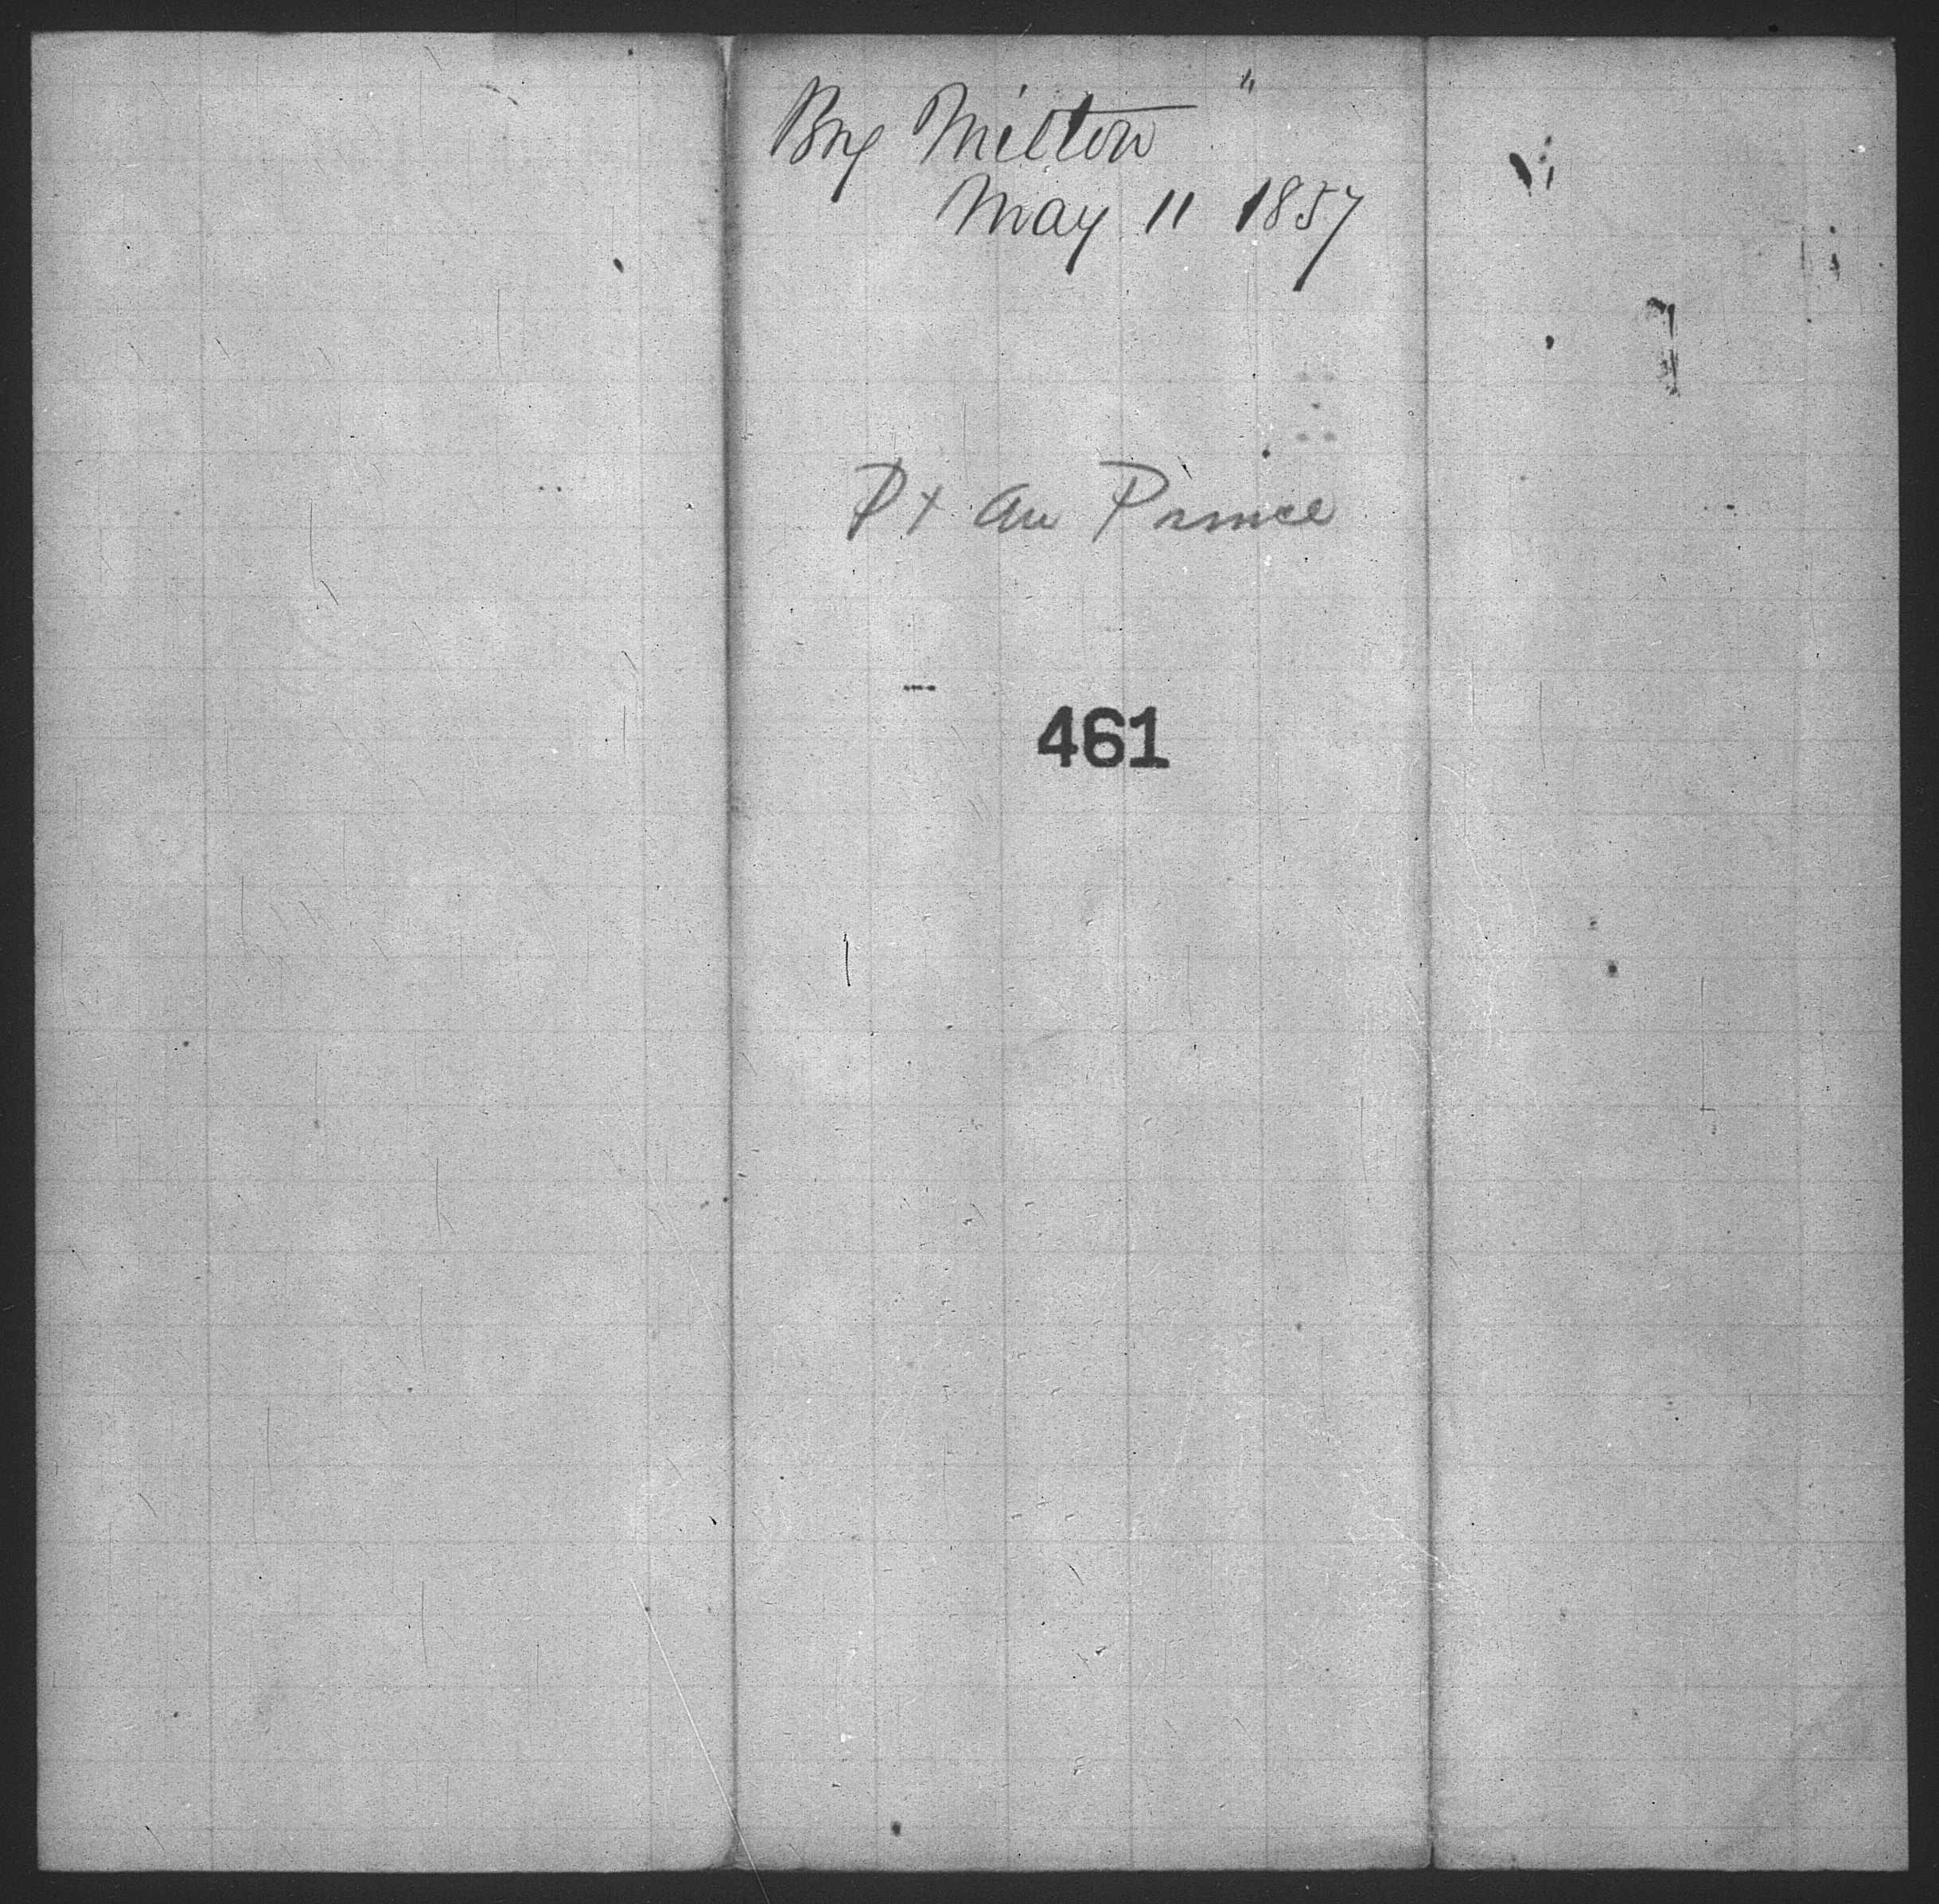 Brg Milton "
May 11 1857
Pt au Prince
461